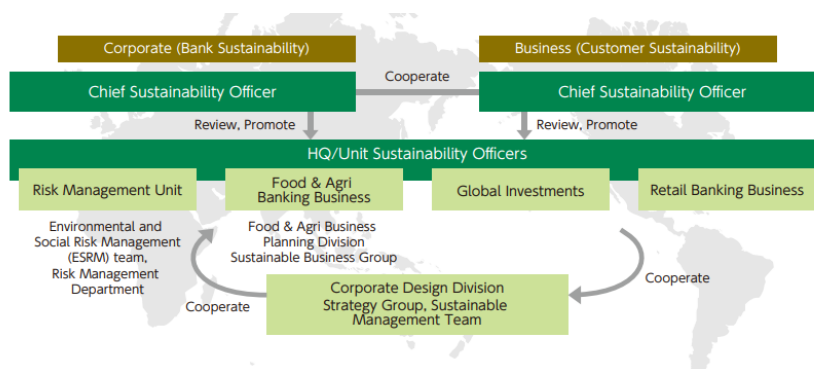 Corporate (Bank Sustainability)
Business (Customer Sustainability)
Chief Sustainability Officer
Cooperate
Chief Sustainability Officer
Review, Promote
Review, Promote
HQ/Unit Sustainability Officers
Risk Management Unit
Food & Agri
Banking Business
Global Investments
Retail Banking Business
Environmental and
Social Risk Management
(ESRM) team,
Risk Management
Department
Food & Agri Business
Planning Division
Sustainable Business Group
Cooperate
Corporate Design Division
Strategy Group, Sustainable
Management Team
Cooperate